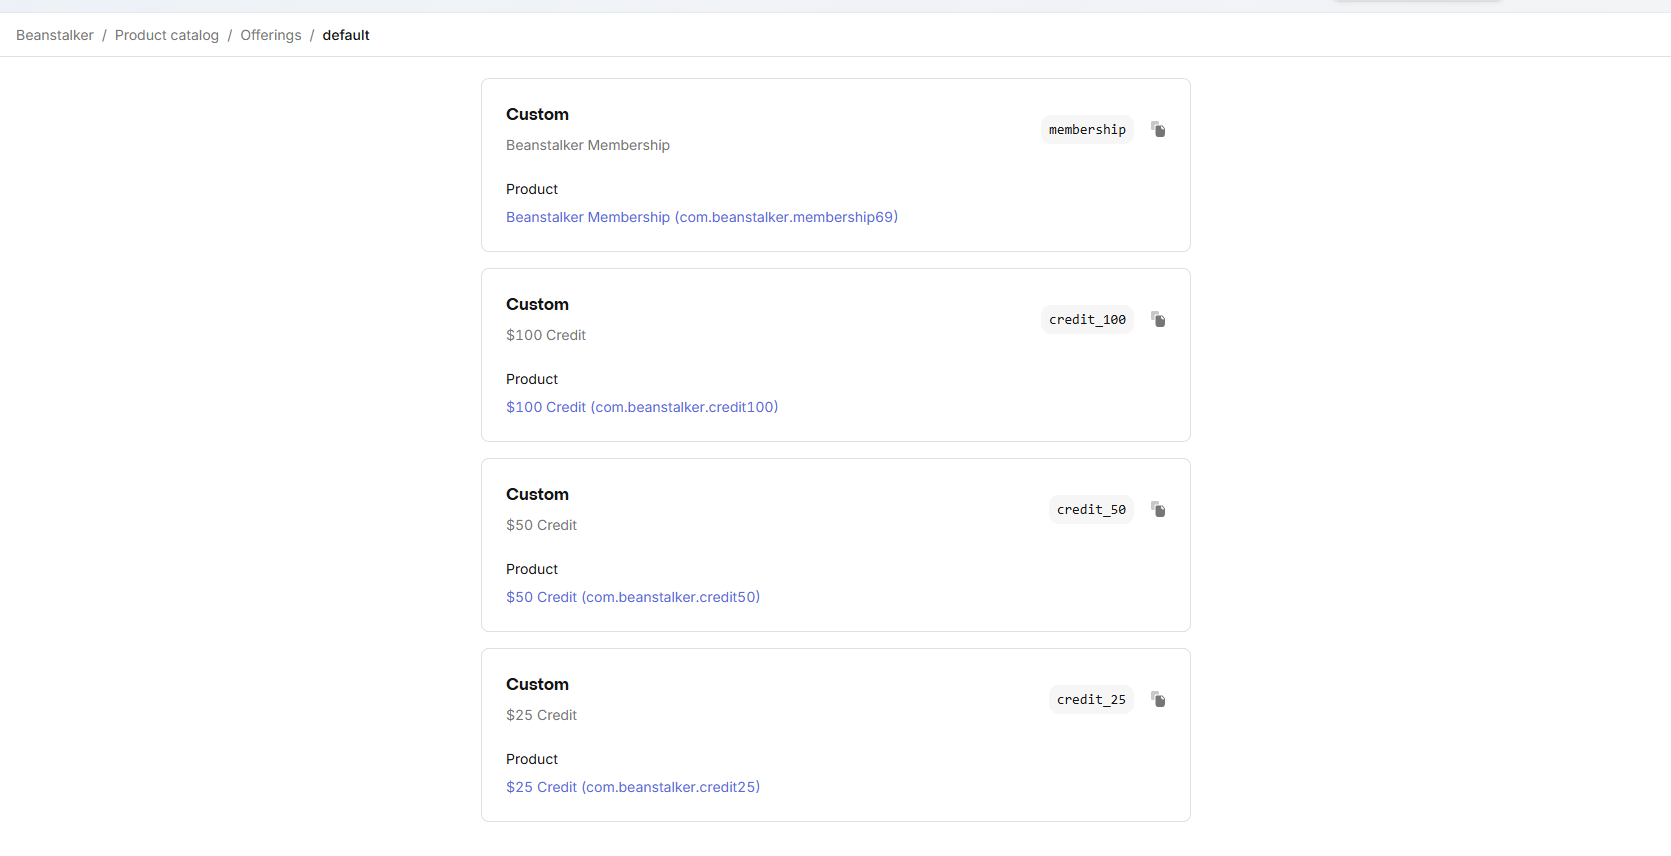 Beanstalker / Product catalog / Offerings / default
Custom
Beanstalker Membership
membership
Product
Beanstalker Membership (com.beanstalker.membership69)
Custom
$100 Credit
credit_100
Product
$100 Credit (com.beanstalker.credit100)
Custom
$50 Credit
credit_50
Product
$50 Credit (com.beanstalker.credit50)
Custom
$25 Credit
credit_25
Product
$25 Credit (com.beanstalker.credit25)